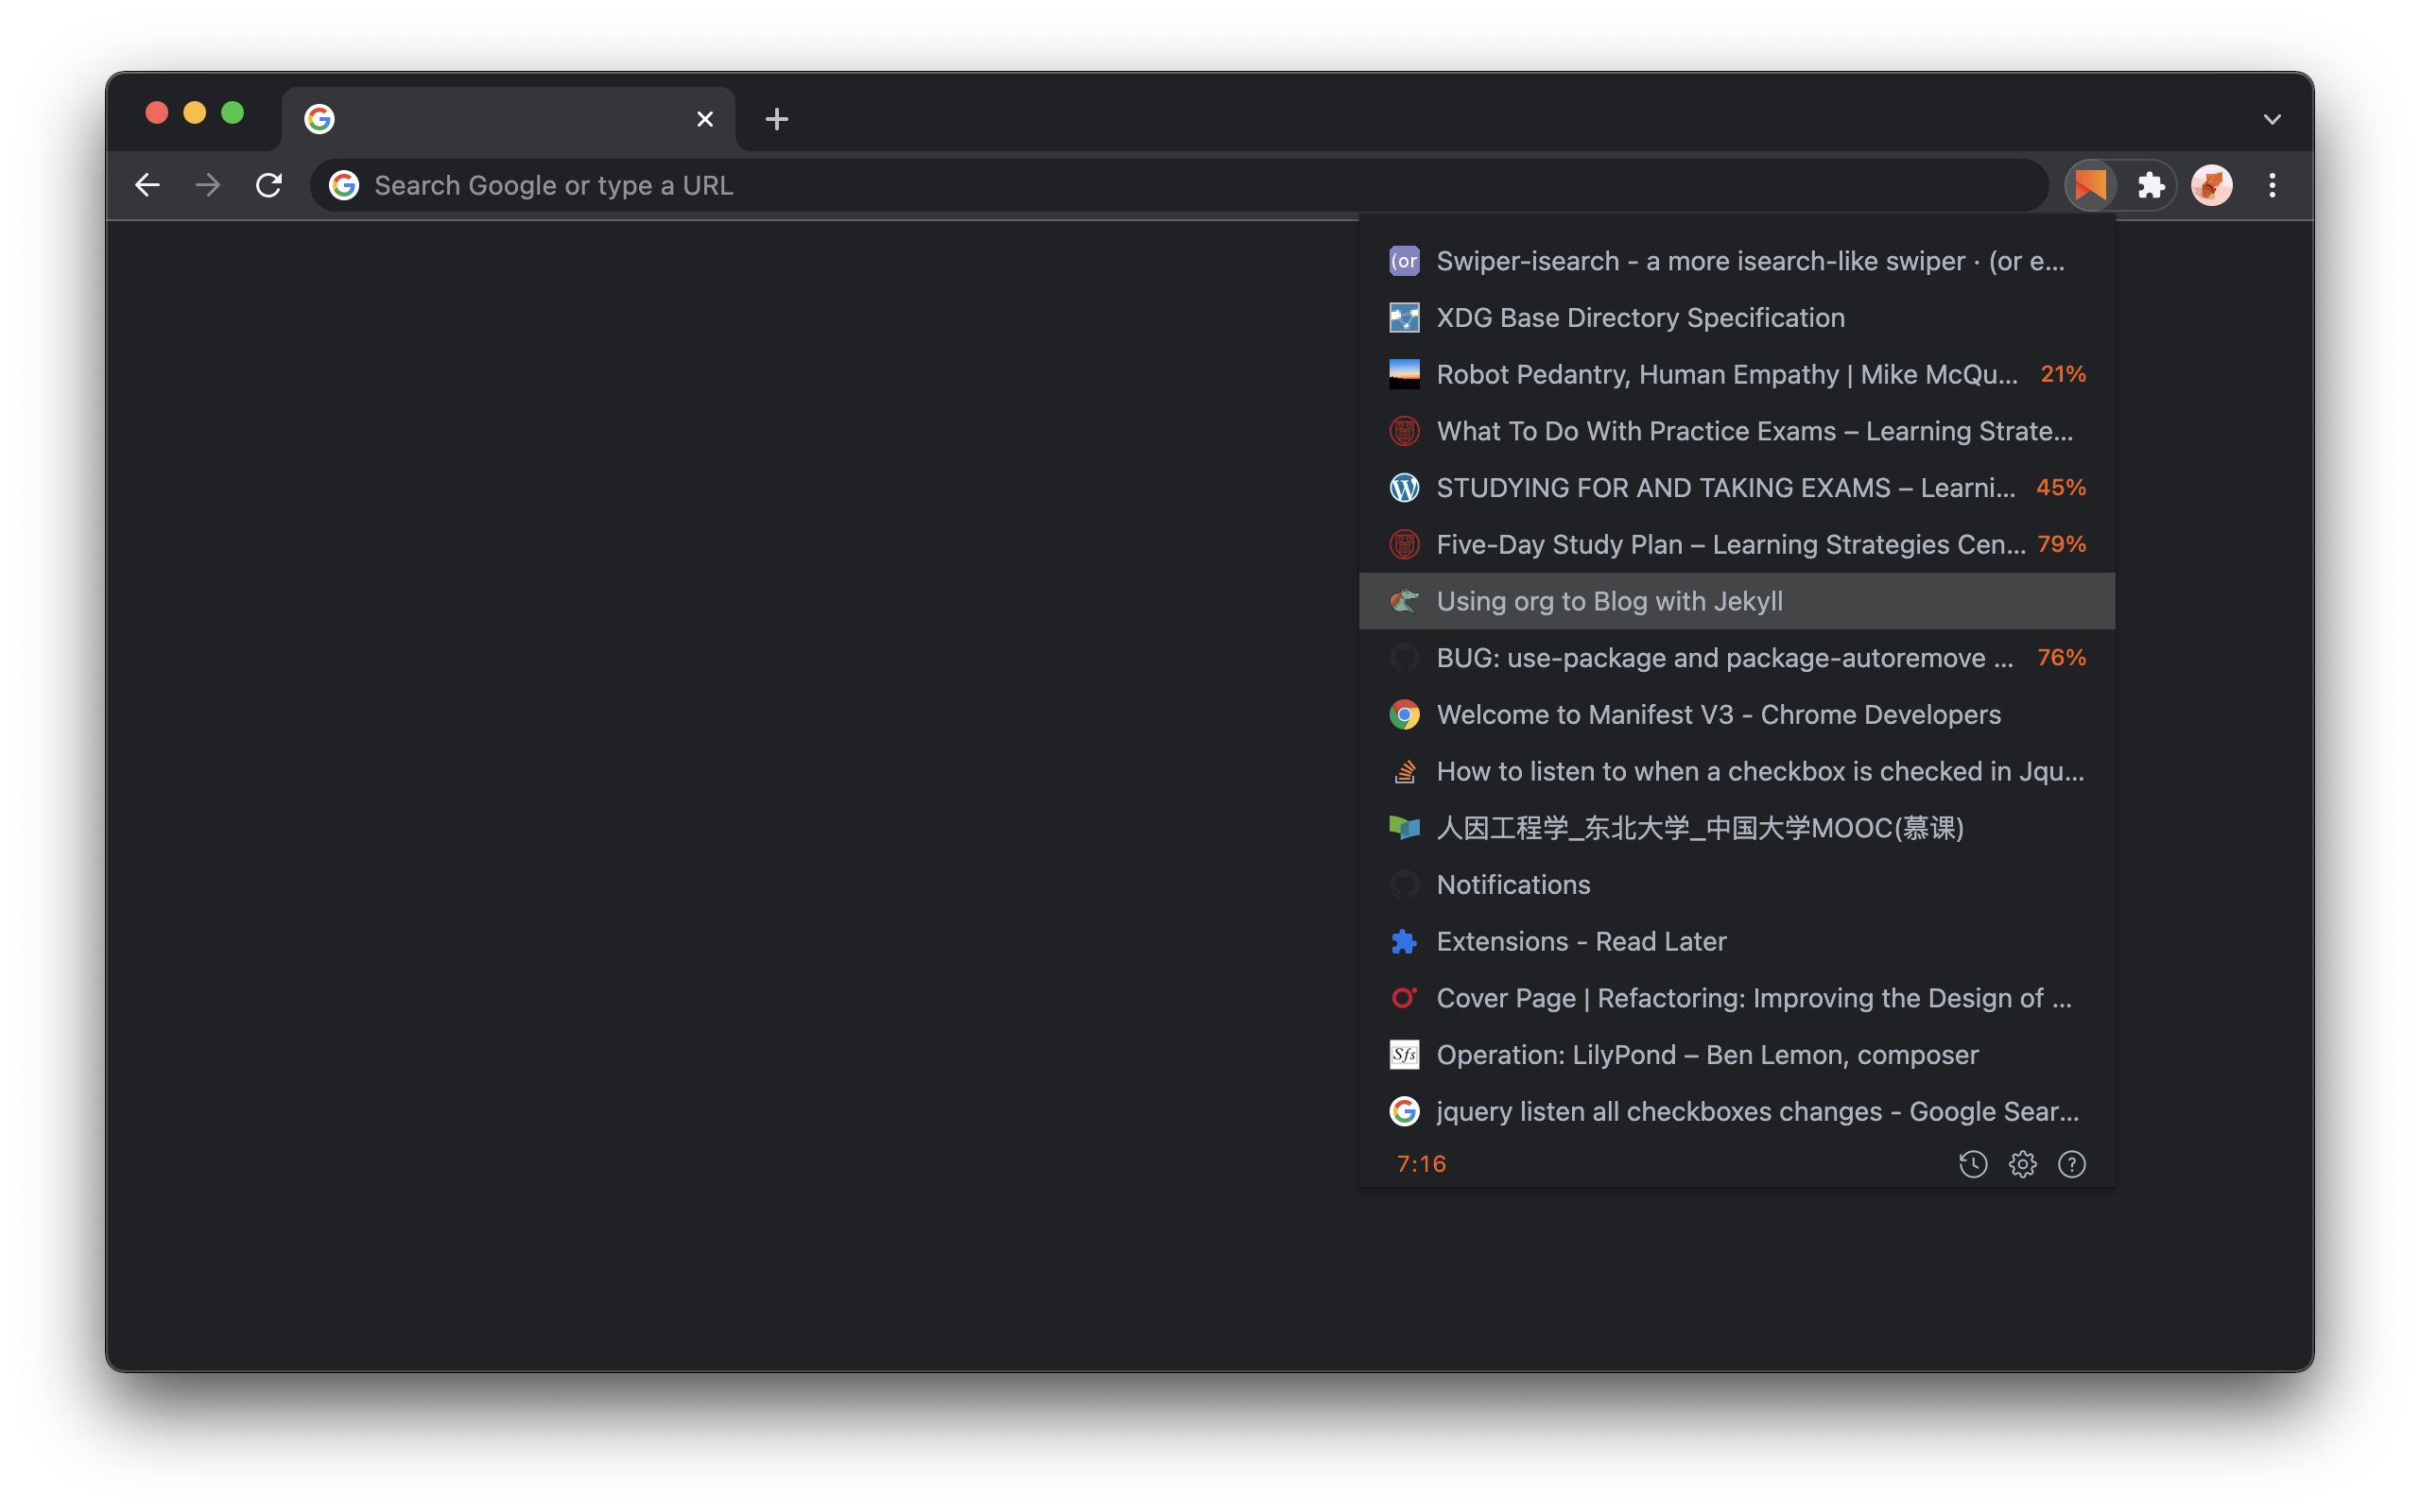 Search Google or type a URL
(or Swiper-isearch - a more isearch-like swiper · (or e...
XDG Base Directory Specification
Robot Pedantry, Human Empathy | Mike McQu... 21%
What To Do With Practice Exams – Learning Strate...
STUDYING FOR AND TAKING EXAMS – Learni... 45%
Five-Day Study Plan – Learning Strategies Cen... 79%
Using org to Blog with Jekyll
BUG: use-package and package-autoremove ... 76%
Welcome to Manifest V3 - Chrome Developers
How to listen to when a checkbox is checked in Jqu...
人因工程学_东北大学_中国大学MOOC(慕课)
Notifications
Extensions - Read Later
Cover Page | Refactoring: Improving the Design of ...
Sfs Operation: LilyPond – Ben Lemon, composer
jquery listen all checkboxes changes - Google Sear...
7:16